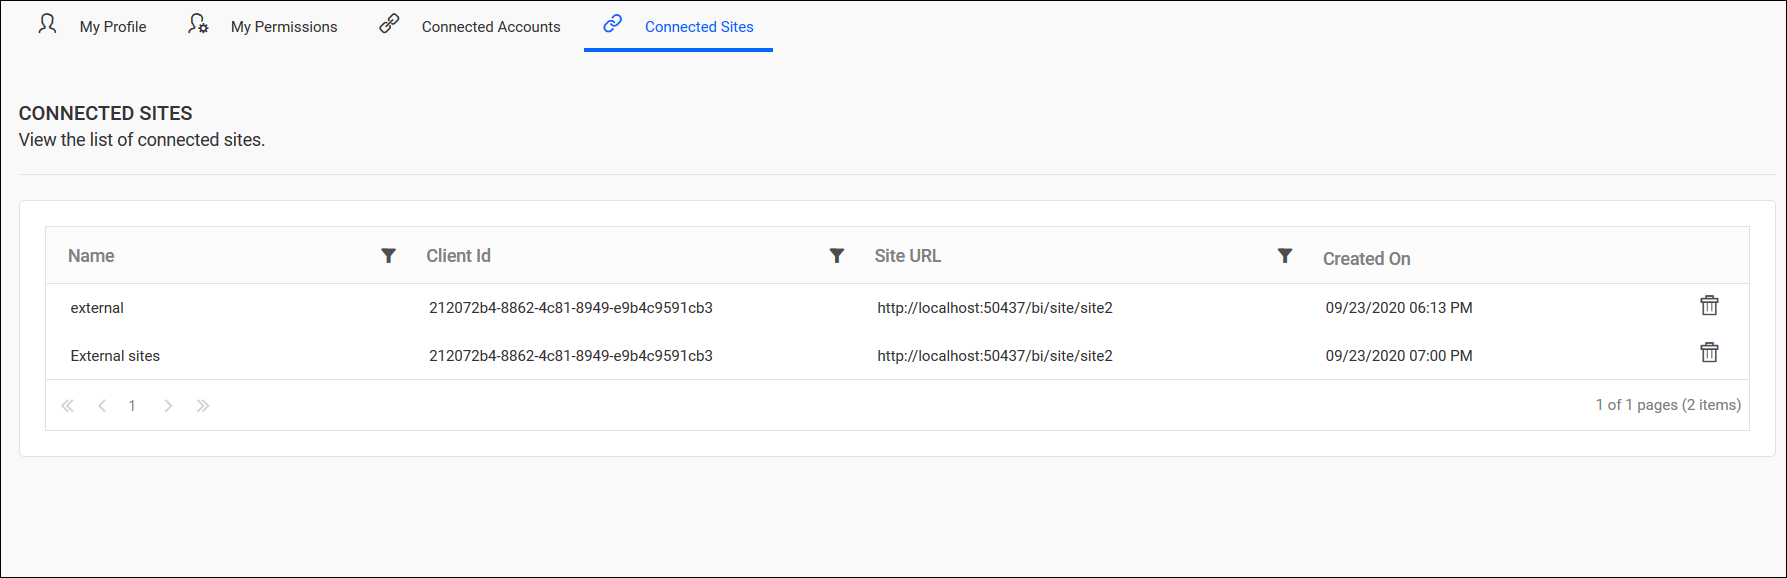 My Profile My Permissions Connected Accounts Connected Sites
CONNECTED SITES
View the list of connected sites.
Name Client Id Site URL Created On
external 212072b4-8862-4c81-8949-e9b4c9591cb3 http://localhost:50437/bi/site/site2 09/23/2020 06:13 PM
External sites 212072b4-8862-4c81-8949-e9b4c9591cb3 http://localhost:50437/bi/site/site2 09/23/2020 07:00 PM
1 1 of 1 pages (2 items)